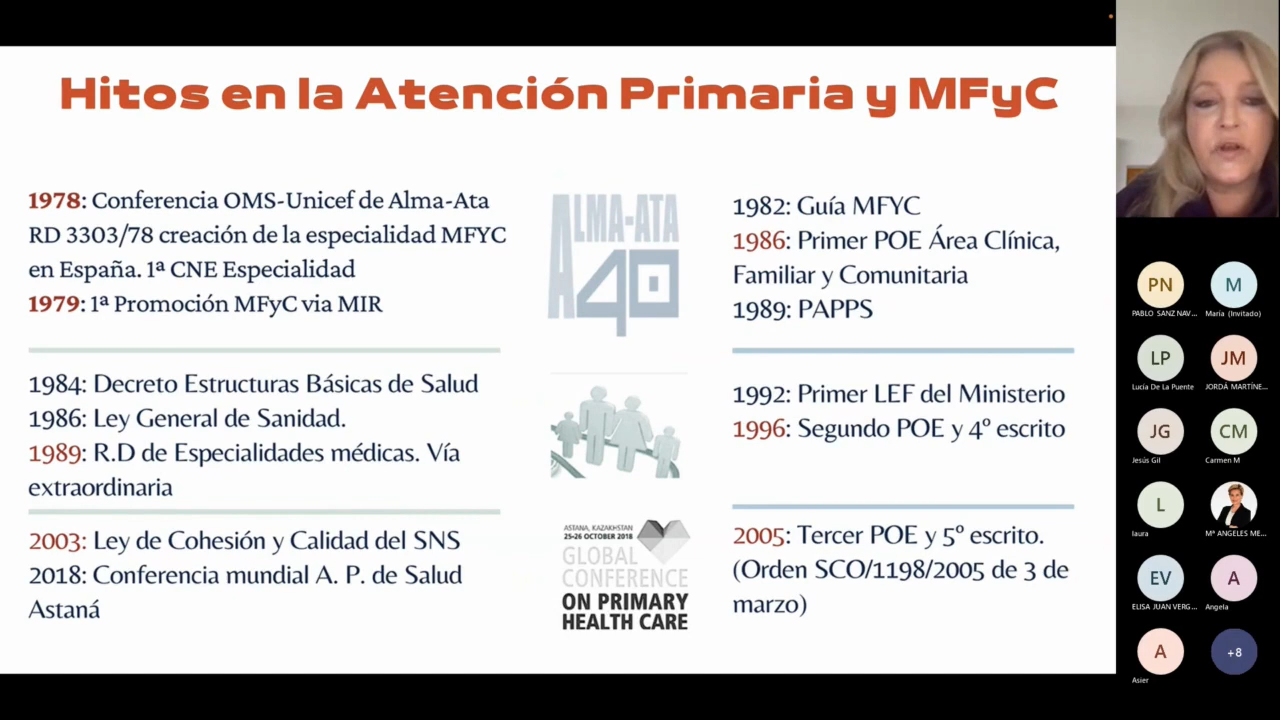 Hitos en la Atención Primaria y MFyC
1978: Conferencia OMS-Unicef de Alma-Ata
RD 3303/78 creación de la especialidad MFYC
en España. 1ª CNE Especialidad
1979: 1ª Promoción MFyC via MIR
1984: Decreto Estructuras Básicas de Salud
1986: Ley General de Sanidad.
1989: R.D de Especialidades médicas. Vía
extraordinaria
2003: Ley de Cohesión y Calidad del SNS
2018: Conferencia mundial A. P. de Salud
Astaná
ALMA-ATA
40
ASTANA, KAZAKHSTAN
25-26 OCTOBER 2018
GLOBAL
CONFERENCE
ON PRIMARY
HEALTH CARE
1982: Guía MFYC
1986: Primer POE Área Clínica,
Familiar y Comunitaria
1989: PAPPS
1992: Primer LEF del Ministerio
1996: Segundo POE y 4º escrito
2005: Tercer POE y 5º escrito.
(Orden SCO/1198/2005 de 3 de
marzo)
PN
PABLO SANZ NAV...
M
María (Invitado)
LP
Lucía De La Puente
JM
JORDÁ MARTÍNE...
JG
Jesús Gil
CM
Carmen M
L
laura
Mª ANGELES ME...
EV
ELISA JUAN VERG...
A
Angela
A
Asier
+8